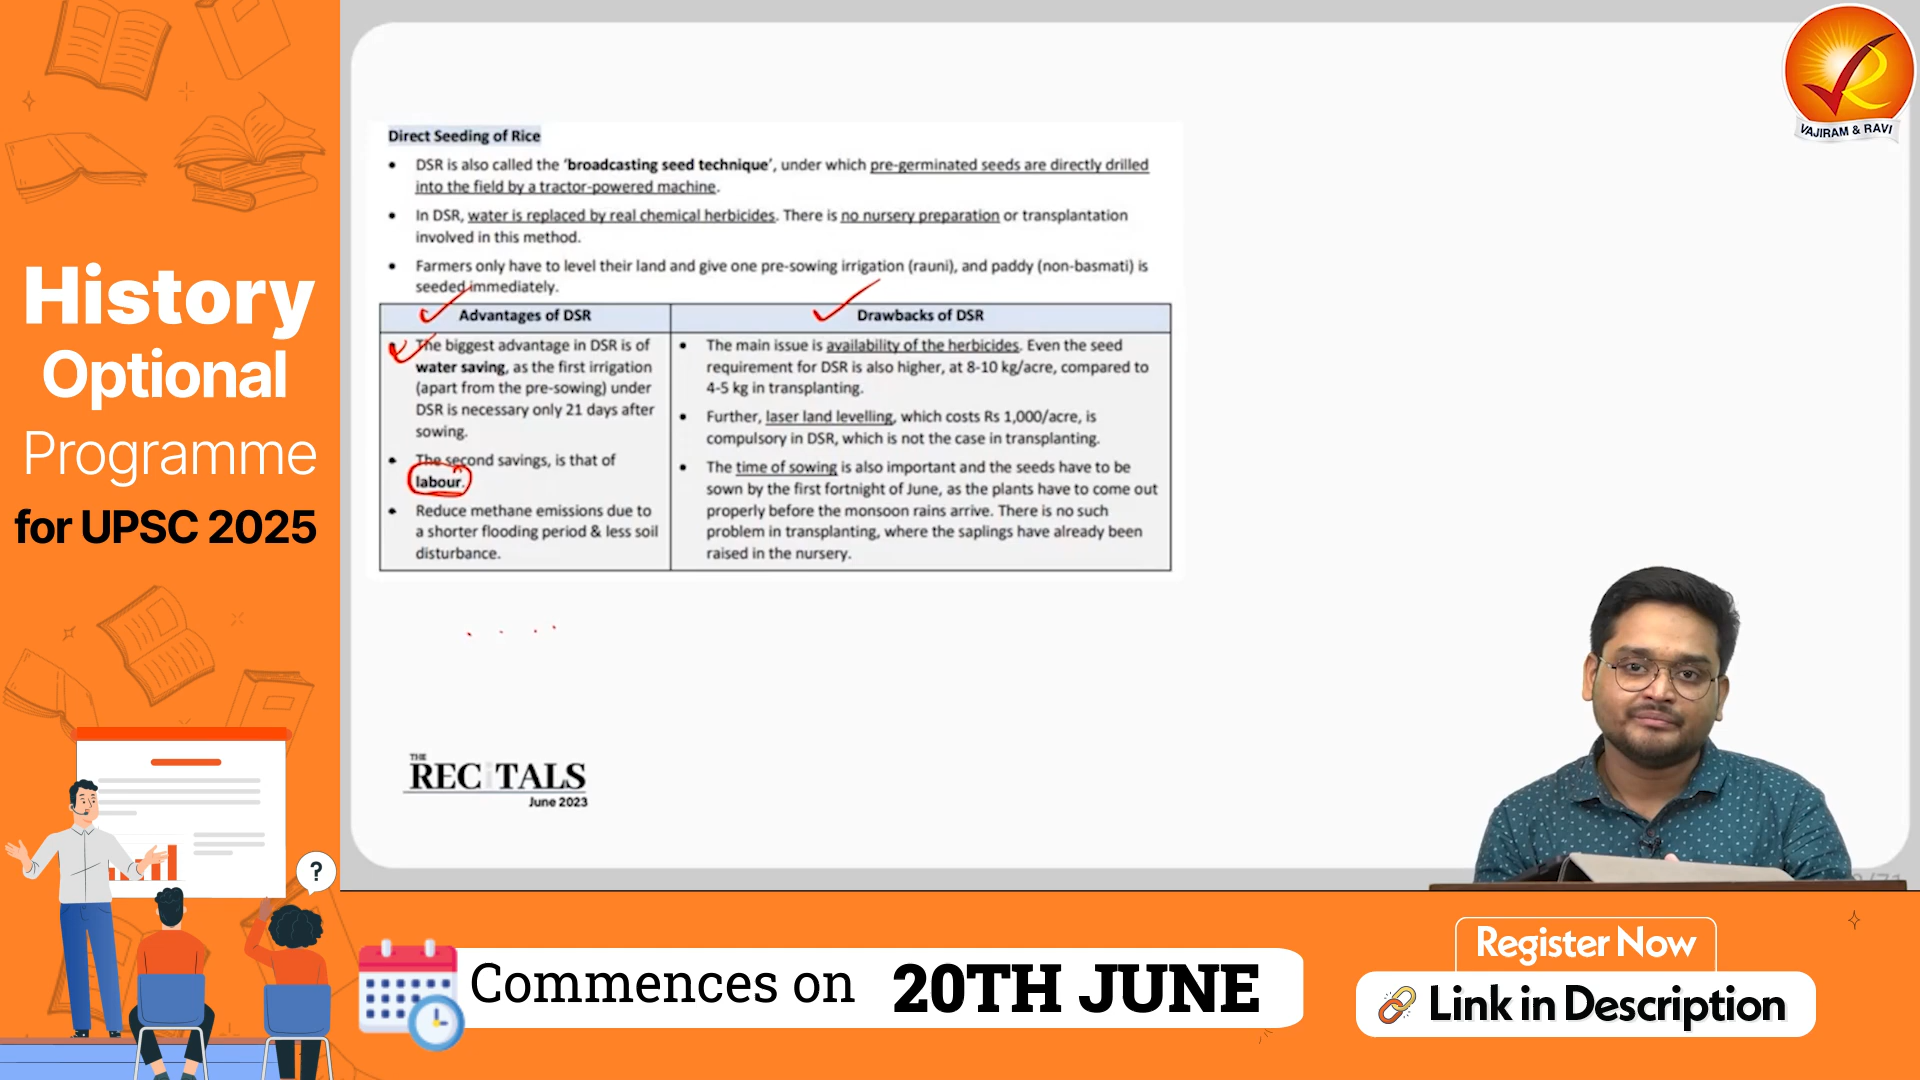 History
Optional
Programme
for UPSC 2025
?
VAJIRAM & RAVI
Direct Seeding of Rice
• DSR is also called the 'broadcasting seed technique', under which pre-germinated seeds are directly drilled
into the field by a tractor-powered machine.
• In DSR, water is replaced by real chemical herbicides. There is no nursery preparation or transplantation
involved in this method.
• Farmers only have to level their land and give one pre-sowing irrigation (rauni), and paddy (non-basmati) is
seeded immediately.
Advantages of DSR
• The biggest advantage in DSR is of
water saving, as the first irrigation
(apart from the pre-sowing) under
DSR is necessary only 21 days after
sowing.
• The second savings, is that of
labour.
• Reduce methane emissions due to
a shorter flooding period & less soil
disturbance.
Drawbacks of DSR
• The main issue is availability of the herbicides. Even the seed
requirement for DSR is also higher, at 8-10 kg/acre, compared to
4-5 kg in transplanting.
• Further, laser land levelling, which costs Rs 1,000/acre, is
compulsory in DSR, which is not the case in transplanting.
• The time of sowing is also important and the seeds have to be
sown by the first fortnight of June, as the plants have to come out
properly before the monsoon rains arrive. There is no such
problem in transplanting, where the saplings have already been
raised in the nursery.
THE
RECITALS
June 2023
Commences on 20TH JUNE
Register Now
Link in Description